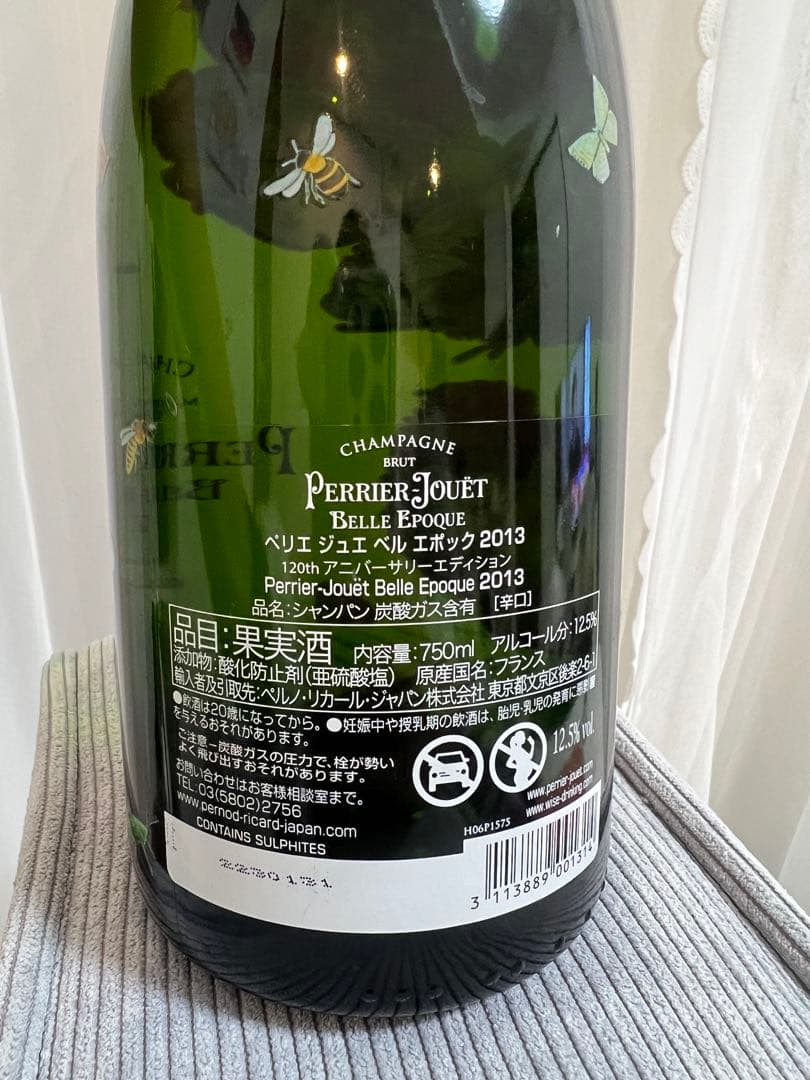 CHAMPAGNE
BRUT
PERRIER-JOUËT
BELLE EPOQUE
ペリエ ジュエ ベル エポック 2013
120th アニバーサリーエディション
Perrier-Jouët Belle Epoque 2013
品名:シャンパン 炭酸ガス含有 [辛口]
品目:果実酒 内容量:750ml アルコール分:12.5%
添加物:酸化防止剤(亜硫酸塩) 原産国名:フランス
輸入者及引取先:ペルノ・リカール・ジャパン株式会社 東京都文京区後楽2-6-1
●飲酒は20歳になってから。●妊娠中や授乳期の飲酒は、胎児・乳児の発育に悪影響
を与えるおそれがあります。
ご注意―炭酸ガスの圧力で、栓が勢い
よく飛び出すおそれがあります。
お問い合わせはお客様相談室まで。
TEL 03(5802)2756
www.pernod-ricard-japan.com
CONTAINS SULPHITES
12.5% vol.
www.perrier-jouet.com
www.wise-drinking.com
H06P1575
3 113889 001314